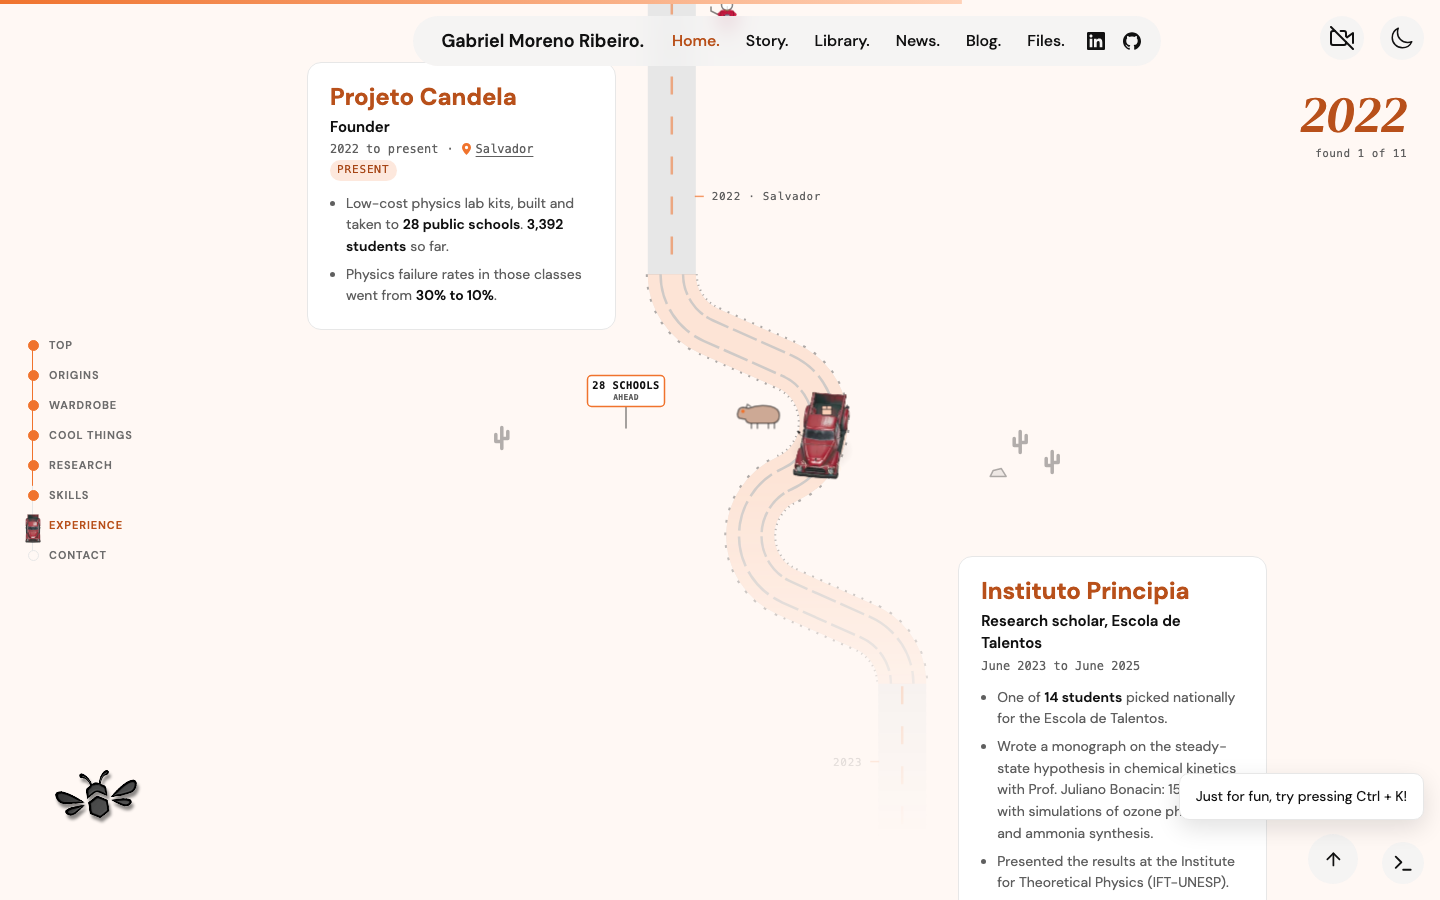 Gabriel Moreno Ribeiro.
Home.
Story.
Library.
News.
Blog.
Files.
2022
found 1 of 11
Projeto Candela
Founder
2022 to present · Salvador
PRESENT
Low-cost physics lab kits, built and
taken to 28 public schools. 3,392
students so far.
Physics failure rates in those classes
went from 30% to 10%.
2022 · Salvador
28 SCHOOLS
AHEAD
TOP
ORIGINS
WARDROBE
COOL THINGS
RESEARCH
SKILLS
EXPERIENCE
CONTACT
2023
Instituto Principia
Research scholar, Escola de
Talentos
June 2023 to June 2025
One of 14 students picked nationally
for the Escola de Talentos.
Wrote a monograph on the steady-
state hypothesis in chemical kinetics
with Prof. Juliano Bonacin:
with simulations of ozone
and ammonia synthesis.
Presented the results at the Institute
for Theoretical Physics (IFT-UNESP).
Just for fun, try pressing Ctrl + K!